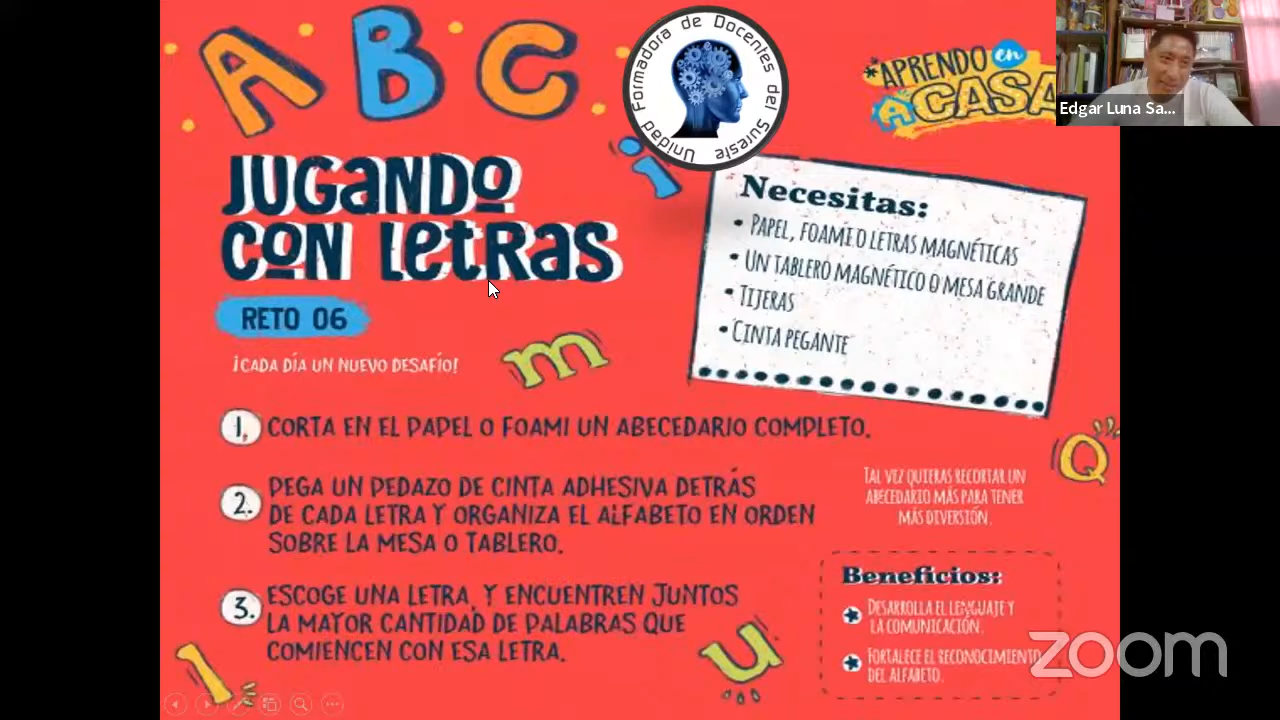 A B C
Unidad Formadora de Docentes del Sureste
APRENDO en
CASA
Edgar Luna Sa...
i
JUGANDO
CON LETRAS
RETO 06
¡CADA DÍA UN NUEVO DESAFÍO!
m
Necesitas:
• PAPEL, FOAMI O LETRAS MAGNÉTICAS
• UN TABLERO MAGNÉTICO O MESA GRANDE
• TIJERAS
• CINTA PEGANTE
1. CORTA EN EL PAPEL O FOAMI UN ABECEDARIO COMPLETO.
2. PEGA UN PEDAZO DE CINTA ADHESIVA DETRÁS
DE CADA LETRA Y ORGANIZA EL ALFABETO EN ORDEN
SOBRE LA MESA O TABLERO.
3. ESCOGE UNA LETRA, Y ENCUENTREN JUNTOS
LA MAYOR CANTIDAD DE PALABRAS QUE
COMIENCEN CON ESA LETRA.
Q
TAL VEZ QUIERAS RECORTAR UN
ABECEDARIO MÁS PARA TENER
MÁS DIVERSIÓN.
Beneficios:
DESARROLLA EL LENGUAJE Y
LA COMUNICACIÓN.
FORTALECE EL RECONOCIMIENTO
DEL ALFABETO.
l
u
zoom